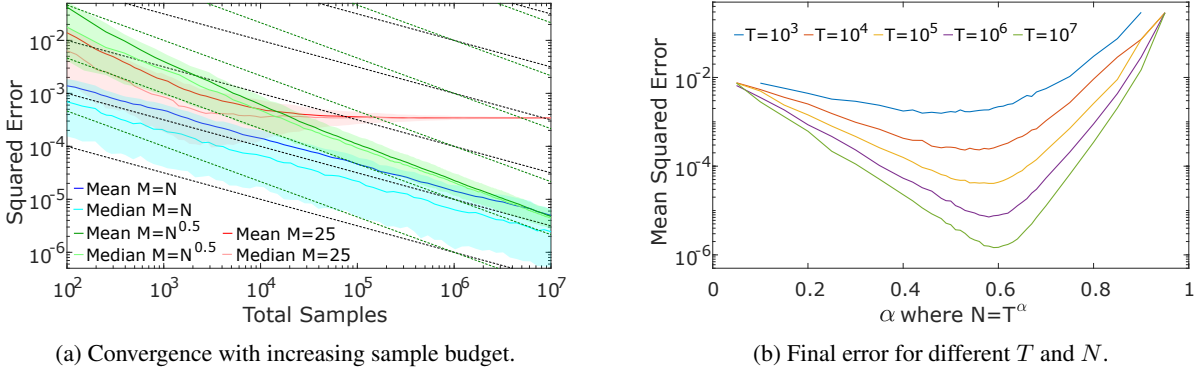 Squared Error
10^-2
10^-3
10^-4
10^-5
10^-6
Mean M=N
Median M=N
Mean M=N^0.5
Median M=N^0.5
Mean M=25
Median M=25
10^2 10^3 10^4 10^5 10^6 10^7
Total Samples
(a) Convergence with increasing sample budget.
Mean Squared Error
10^-2
10^-4
10^-6
T=10^3 T=10^4 T=10^5 T=10^6 T=10^7
0 0.2 0.4 0.6 0.8 1
α where N=T^α
(b) Final error for different T and N.